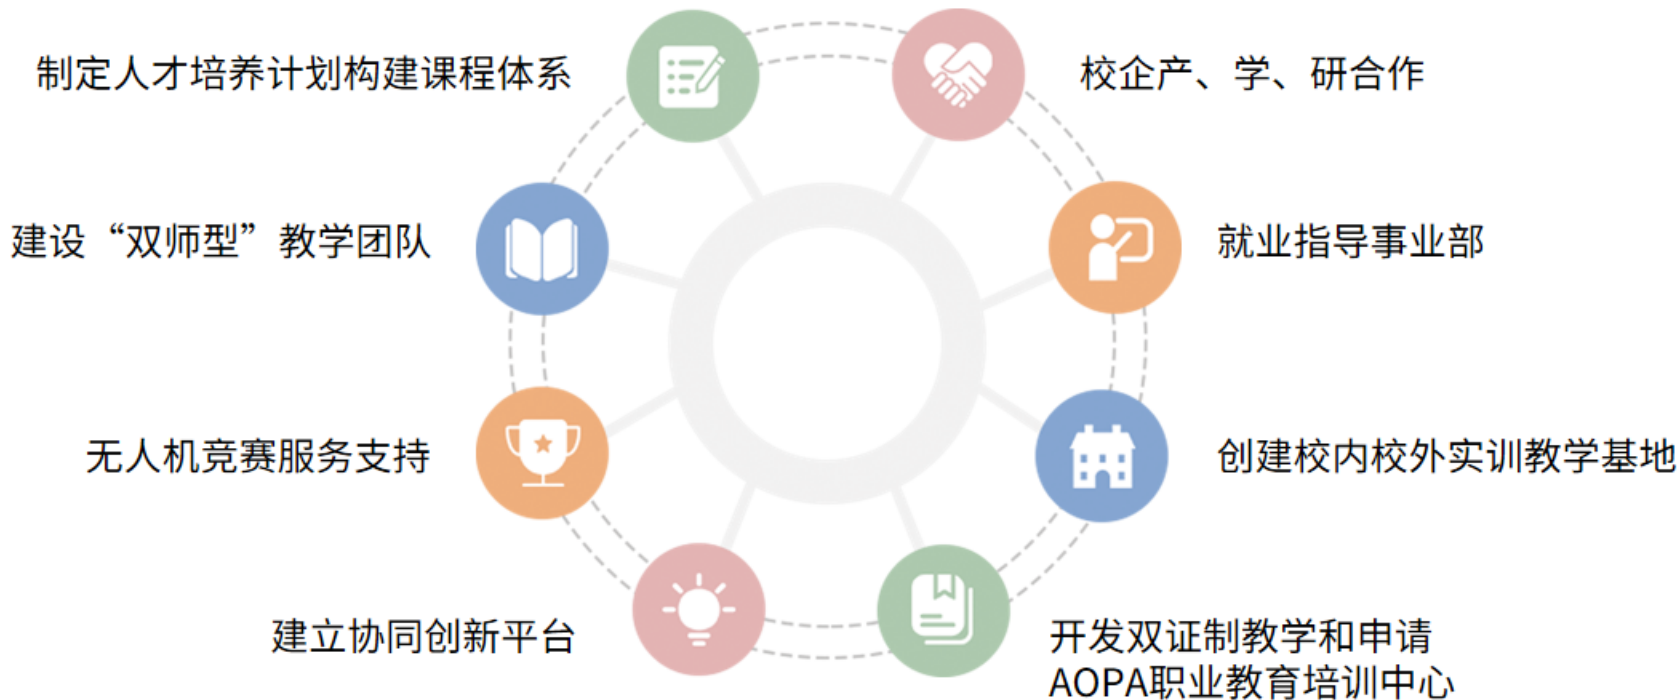 制定人才培养计划构建课程体系
校企产、学、研合作
建设“双师型”教学团队
就业指导事业部
无人机竞赛服务支持
创建校内校外实训教学基地
建立协同创新平台
开发双证制教学和申请
AOPA职业教育培训中心